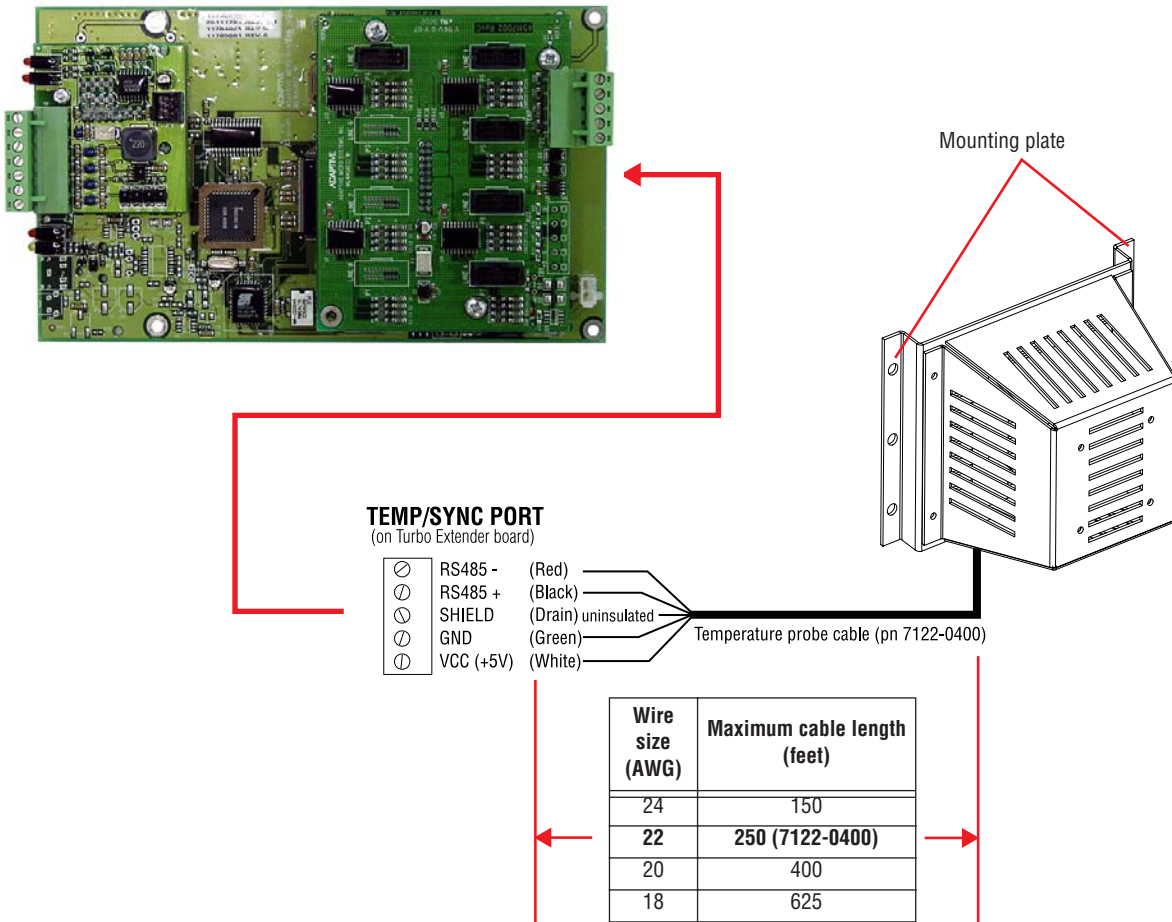 Mounting plate
TEMP/SYNC PORT
(on Turbo Extender board)
RS485 - (Red)
RS485 + (Black)
SHIELD (Drain) uninsulated
GND (Green)
VCC (+5V) (White)
Temperature probe cable (pn 7122-0400)
Wire size (AWG) Maximum cable length (feet)
24 150
22 250 (7122-0400)
20 400
18 625
ADAPTIVE
220